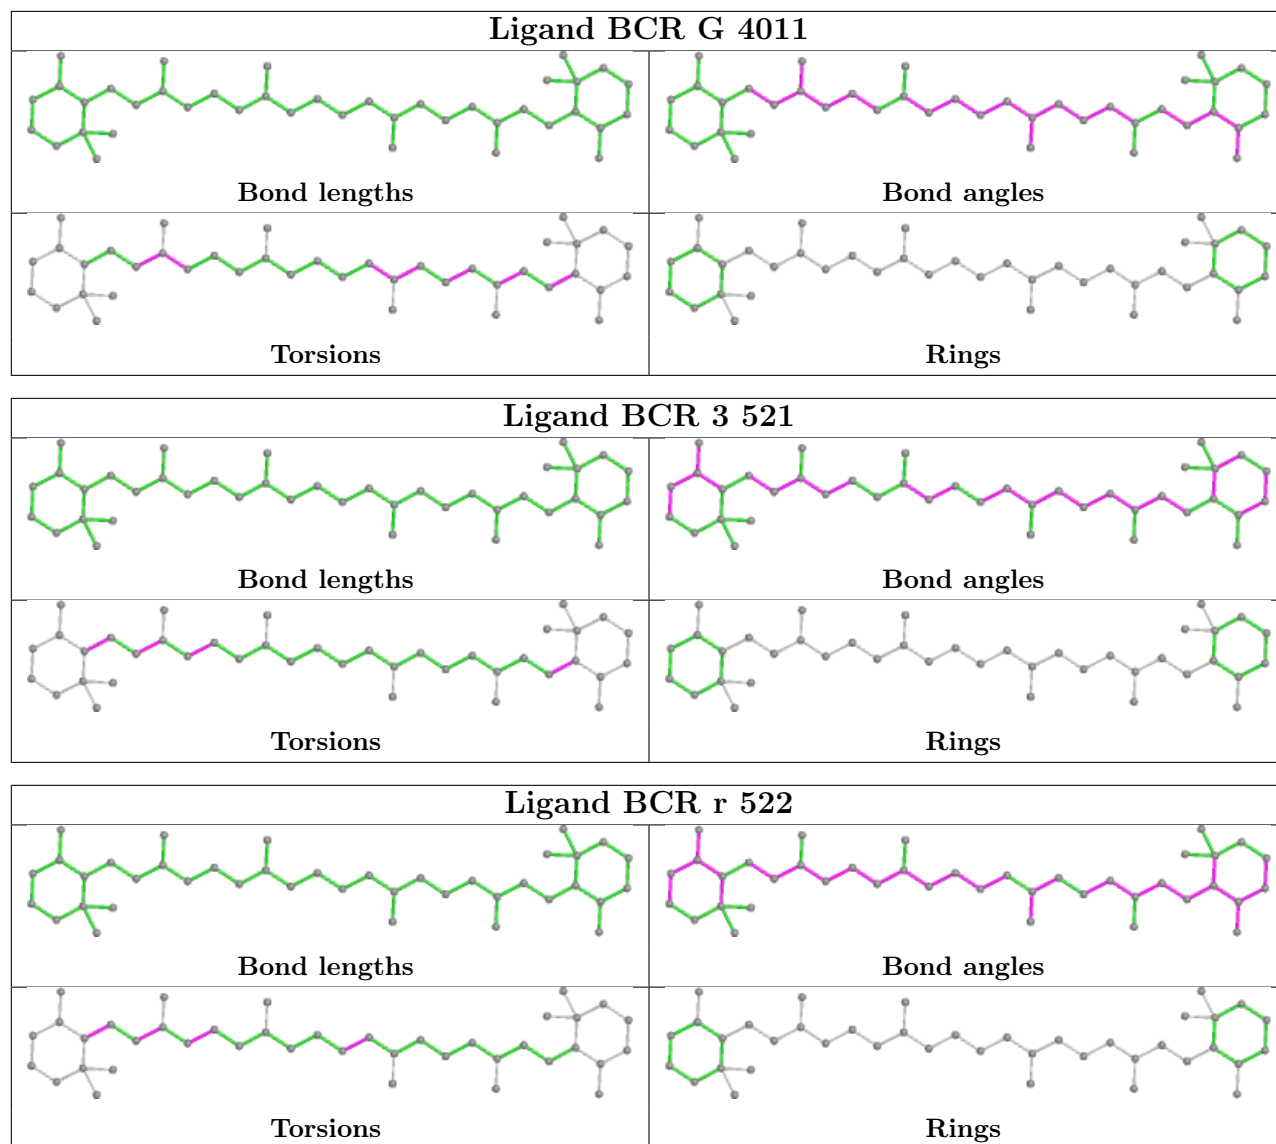 Ligand BCR G 4011
Bond lengths Bond angles
Torsions Rings
Ligand BCR 3 521
Bond lengths Bond angles
Torsions Rings
Ligand BCR r 522
Bond lengths Bond angles
Torsions Rings